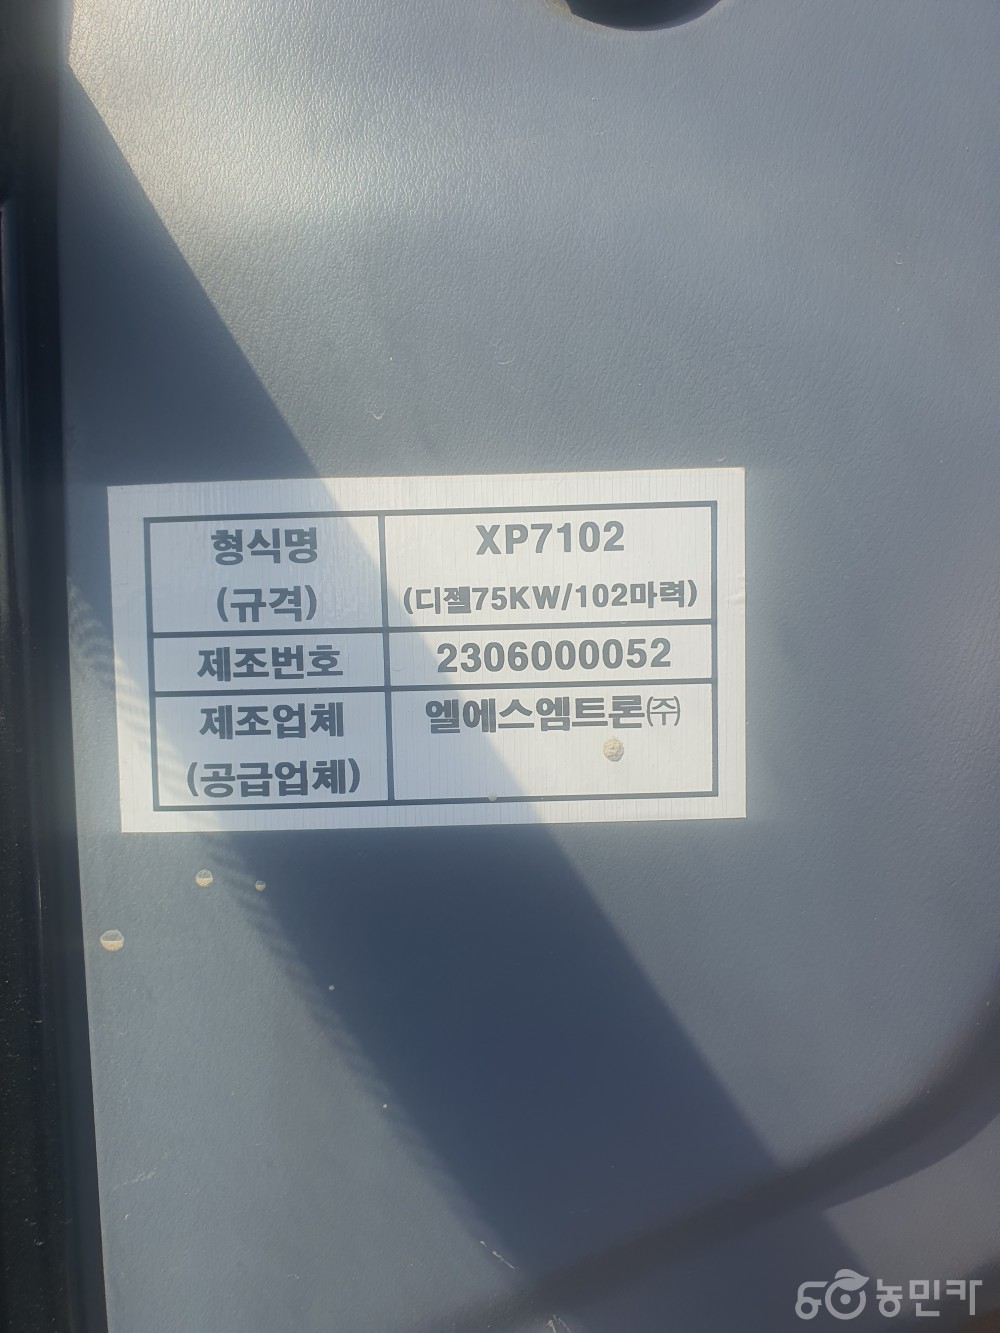 형식명
(규격)
XP7102
(디젤75KW/102마력)
제조번호
2306000052
제조업체
(공급업체)
엘에스엠트론㈜
농민카